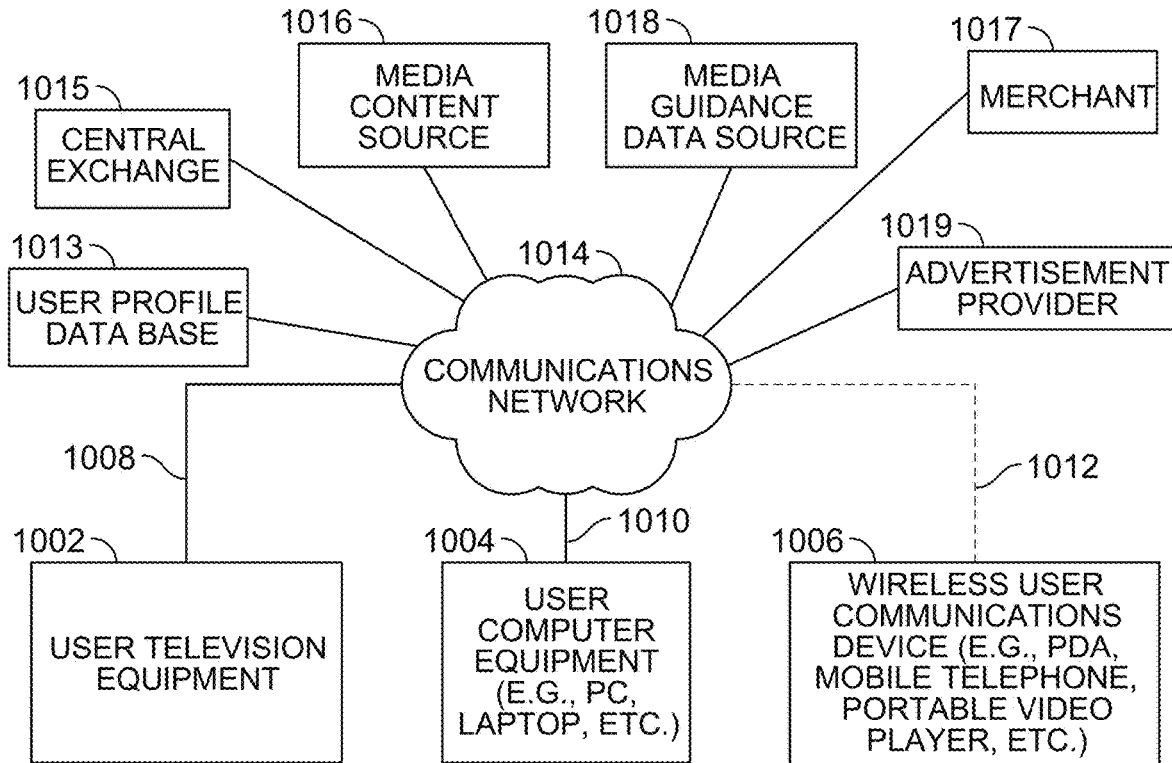 1016
1018
1017
1015
MEDIA
CONTENT
SOURCE
MEDIA
GUIDANCE
DATA SOURCE
MERCHANT
CENTRAL
EXCHANGE
1013
1014
1019
USER PROFILE
DATA BASE
ADVERTISEMENT
PROVIDER
COMMUNICATIONS
NETWORK
1008
1012
1002
1004
1010
1006
USER TELEVISION
EQUIPMENT
USER
COMPUTER
EQUIPMENT
(E.G., PC,
LAPTOP, ETC.)
WIRELESS USER
COMMUNICATIONS
DEVICE (E.G., PDA,
MOBILE TELEPHONE,
PORTABLE VIDEO
PLAYER, ETC.)